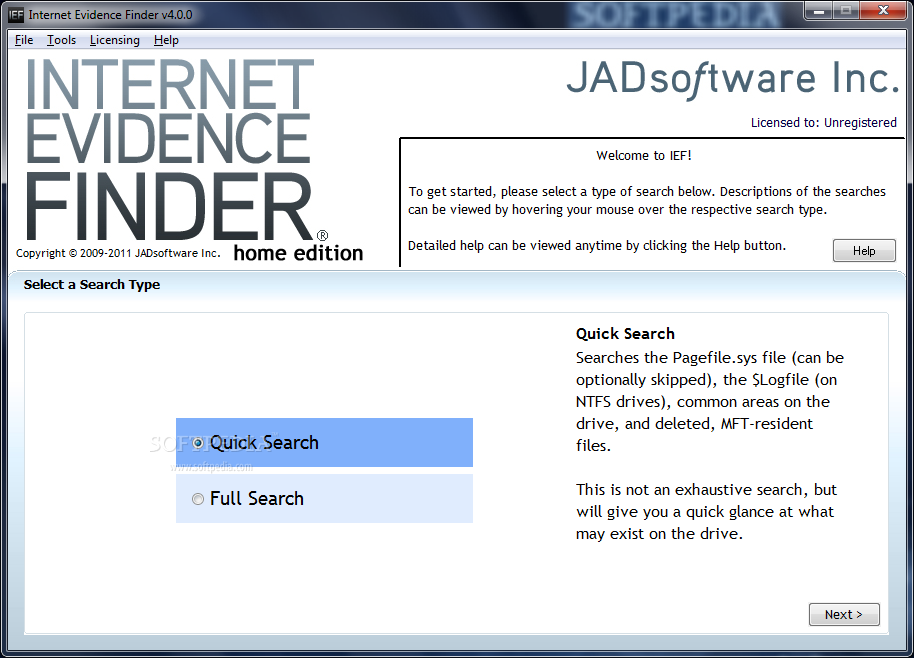 SOFTPEDIA
IEF Internet Evidence Finder v4.0.0
File Tools Licensing Help
INTERNET
EVIDENCE
FINDER®
Copyright © 2009-2011 JADsoftware Inc. home edition
JADsoftware Inc.
Licensed to: Unregistered
Welcome to IEF!
To get started, please select a type of search below. Descriptions of the searches
can be viewed by hovering your mouse over the respective search type.
Detailed help can be viewed anytime by clicking the Help button.
Help
Select a Search Type
SOFTPEDIA
www.softpedia.com
Quick Search
Full Search
Quick Search
Searches the Pagefile.sys file (can be
optionally skipped), the $Logfile (on
NTFS drives), common areas on the
drive, and deleted, MFT-resident
files.
This is not an exhaustive search, but
will give you a quick glance at what
may exist on the drive.
Next >